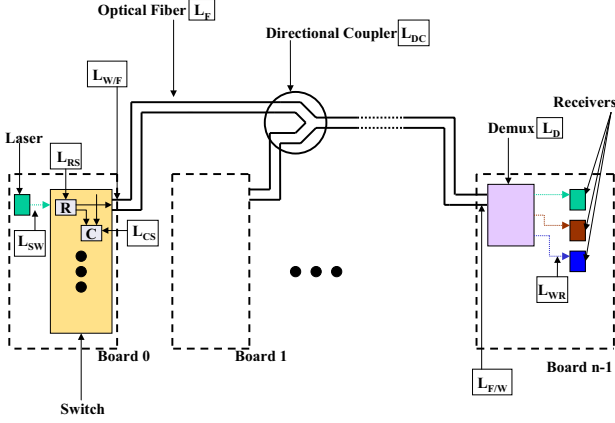 Optical Fiber L_F
Directional Coupler L_DC
L_W/F
Receivers
Laser
Demux L_D
L_RS
R
C
L_SW
L_CS
L_WR
Board 0
Board 1
Board n-1
L_F/W
Switch